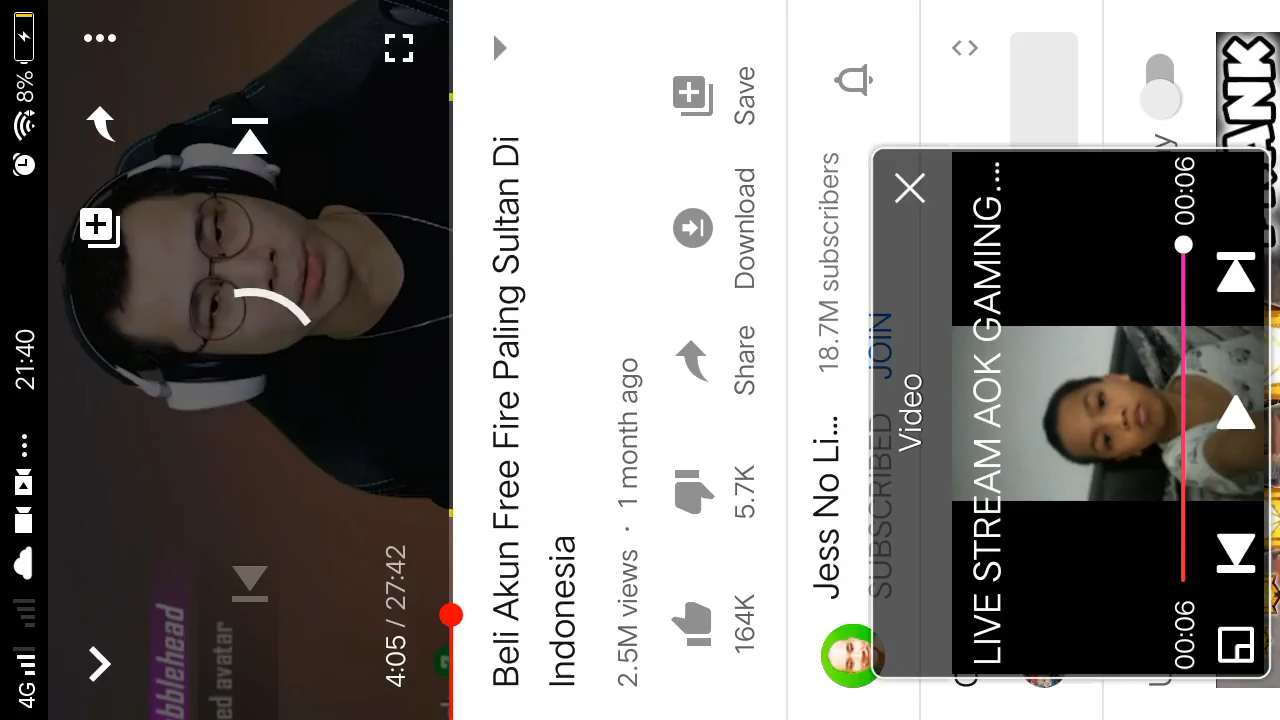 4G
21:40
8%
bblehead
ed avatar
4:05 / 27:42
Beli Akun Free Fire Paling Sultan Di
Indonesia
2.5M views · 1 month ago
164K
5.7K
Share
Download
Save
Jess No Li...
18.7M subscribers
SUBSCRIBED
JOIN
Video
LIVE STREAM AOK GAMING....
00:06
00:06
ANK